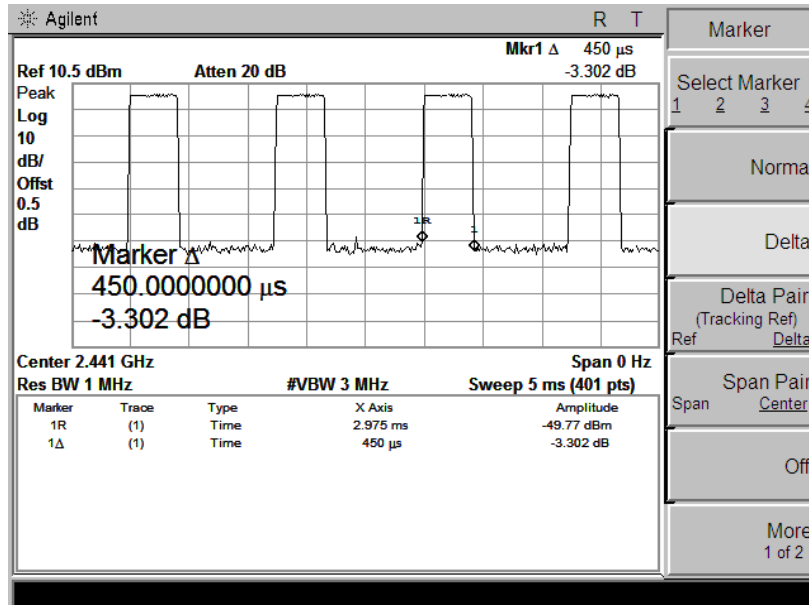 Agilent
R T
Mkr1 Δ 450 µs
Ref 10.5 dBm Atten 20 dB -3.302 dB
Peak
Log
10
dB/
Offst
0.5
dB
1R
1
Marker Δ
450.0000000 µs
-3.302 dB
Center 2.441 GHz Span 0 Hz
Res BW 1 MHz #VBW 3 MHz Sweep 5 ms (401 pts)
Marker Trace Type X Axis Amplitude
1R (1) Time 2.975 ms -49.77 dBm
1Δ (1) Time 450 µs -3.302 dB
Marker
Select Marker
1 2 3 4
Norma
Delta
Delta Pair
(Tracking Ref)
Ref Delta
Span Pair
Span Center
Off
More
1 of 2